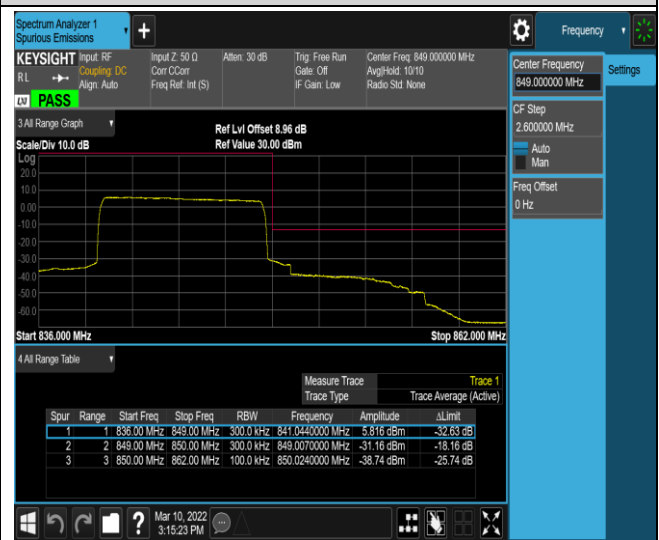 Spectrum Analyzer 1
Spurious Emissions
Frequency
KEYSIGHT Input: RF Input Z: 50 Ω Atten: 30 dB Trig: Free Run Center Freq: 849.000000 MHz
RL Coupling: DC Corr CCorr Gate: Off Avg|Hold: 10/10
Align: Auto Freq Ref: Int (S) IF Gain: Low Radio Std: None
LW PASS
Center Frequency
849.000000 MHz
Settings
CF Step
2.600000 MHz
Auto
Man
Freq Offset
0 Hz
3 All Range Graph
Ref Lvl Offset 8.96 dB
Scale/Div 10.0 dB Ref Value 30.00 dBm
Log
20.0
10.0
0.00
-10.0
-20.0
-30.0
-40.0
-50.0
-60.0
Start 836.000 MHz Stop 862.000 MHz
4 All Range Table
Measure Trace Trace 1
Trace Type Trace Average (Active)
Spur Range Start Freq Stop Freq RBW Frequency Amplitude ΔLimit
1 1 836.00 MHz 849.00 MHz 300.0 kHz 841.0440000 MHz 5.816 dBm -32.63 dB
2 2 849.00 MHz 850.00 MHz 300.0 kHz 849.0070000 MHz -31.16 dBm -18.16 dB
3 3 850.00 MHz 862.00 MHz 100.0 kHz 850.0240000 MHz -38.74 dBm -25.74 dB
Mar 10, 2022
3:15:23 PM